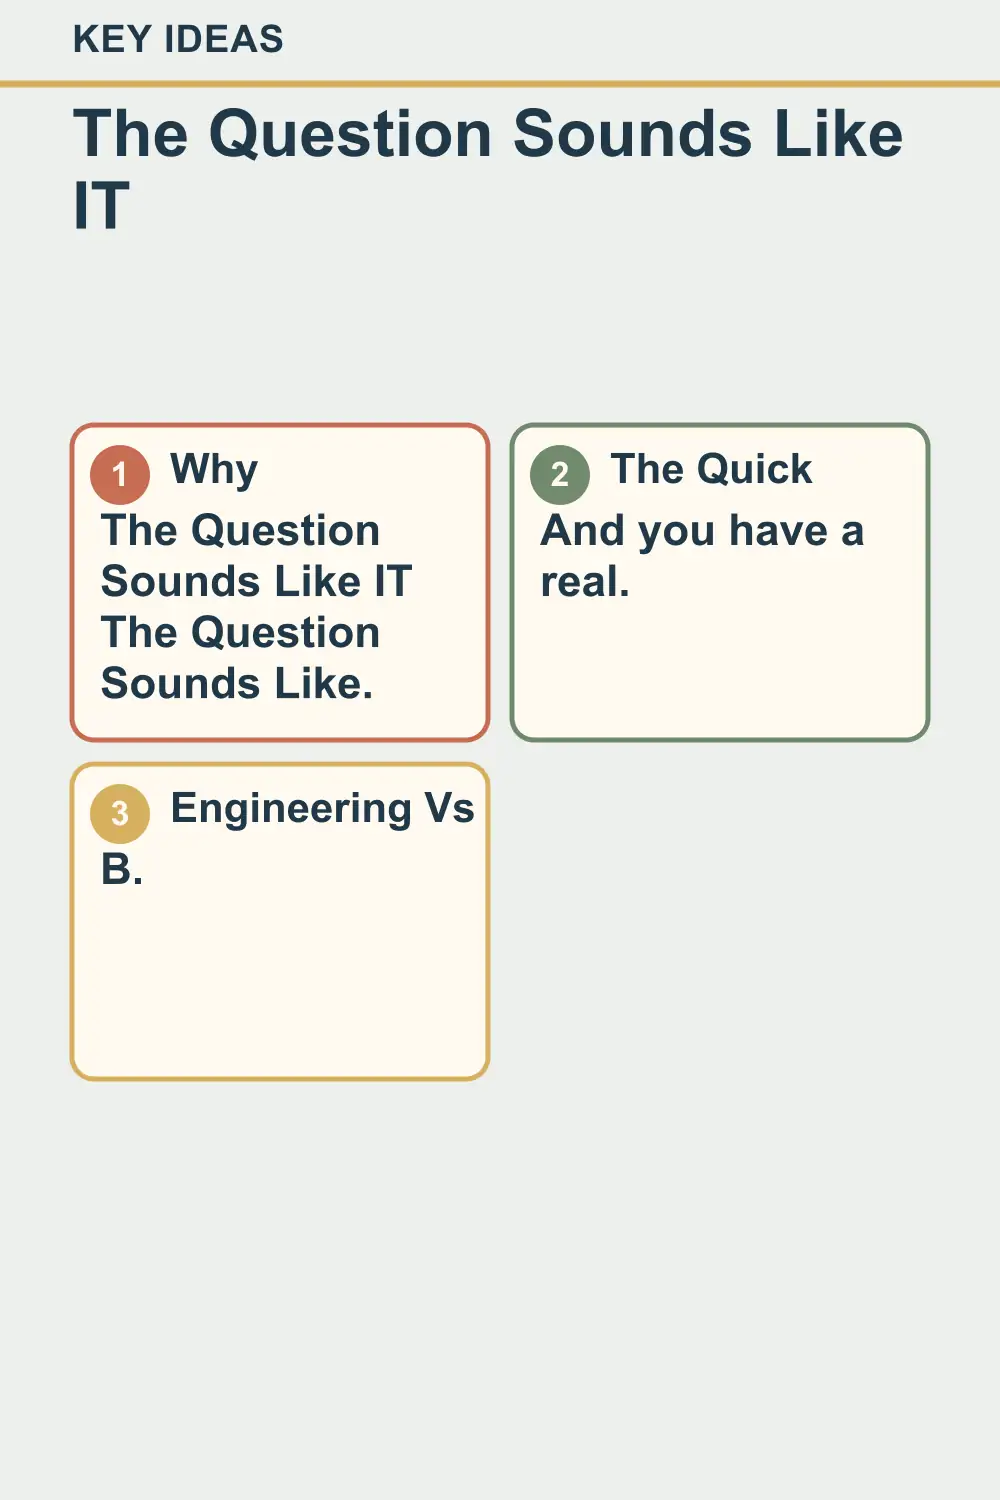 KEY IDEAS
The Question Sounds Like
IT
1 Why
The Question
Sounds Like IT
The Question
Sounds Like.
2 The Quick
And you have a
real.
3 Engineering Vs
B.